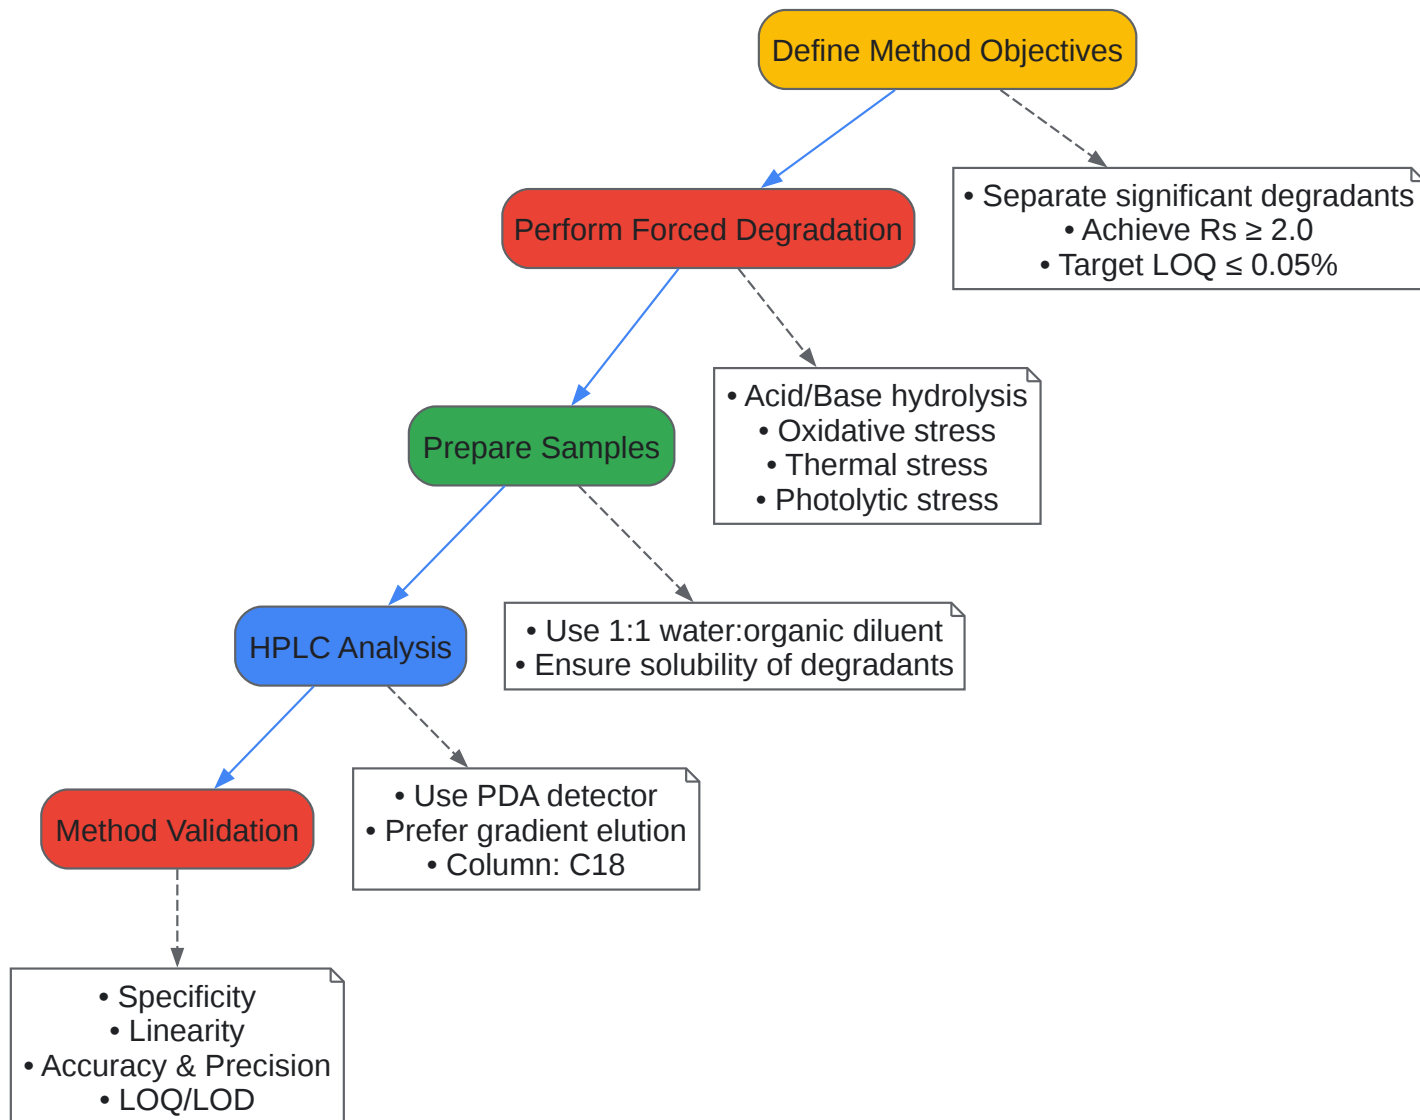 Define Method Objectives
• Separate significant degradants
• Achieve Rs ≥ 2.0
• Target LOQ ≤ 0.05%
Perform Forced Degradation
• Acid/Base hydrolysis
• Oxidative stress
• Thermal stress
• Photolytic stress
Prepare Samples
• Use 1:1 water:organic diluent
• Ensure solubility of degradants
HPLC Analysis
• Use PDA detector
• Prefer gradient elution
• Column: C18
Method Validation
• Specificity
• Linearity
• Accuracy & Precision
• LOQ/LOD